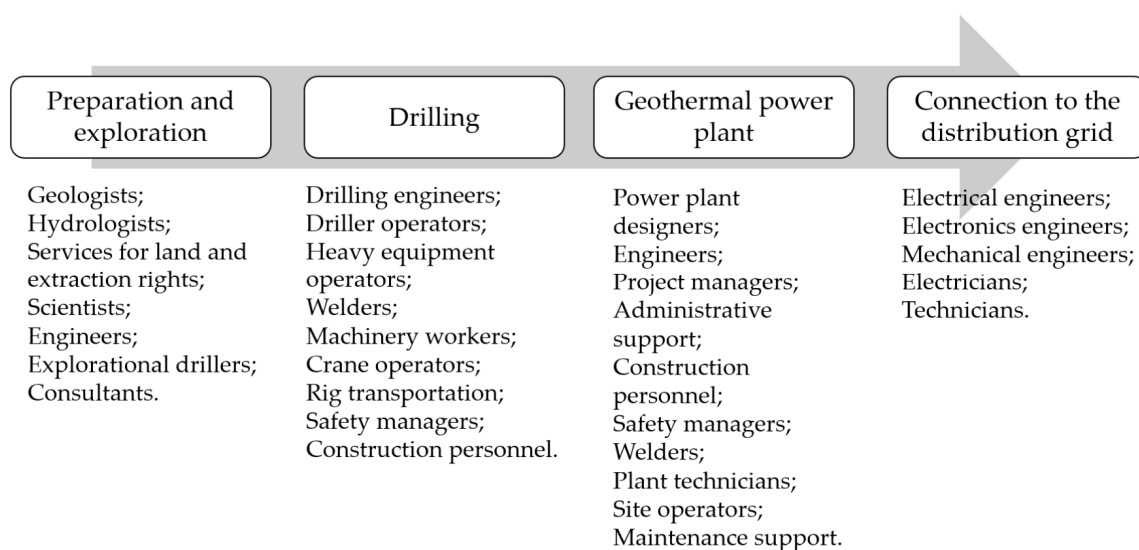 Preparation and
exploration
Drilling
Geothermal power
plant
Connection to the
distribution grid
Geologists;
Hydrologists;
Services for land and
extraction rights;
Scientists;
Engineers;
Explorational drillers;
Consultants.
Drilling engineers;
Driller operators;
Heavy equipment
operators;
Welders;
Machinery workers;
Crane operators;
Rig transportation;
Safety managers;
Construction personnel.
Power plant
designers;
Engineers;
Project managers;
Administrative
support;
Construction
personnel;
Safety managers;
Welders;
Plant technicians;
Site operators;
Maintenance support.
Electrical engineers;
Electronics engineers;
Mechanical engineers;
Electricians;
Technicians.